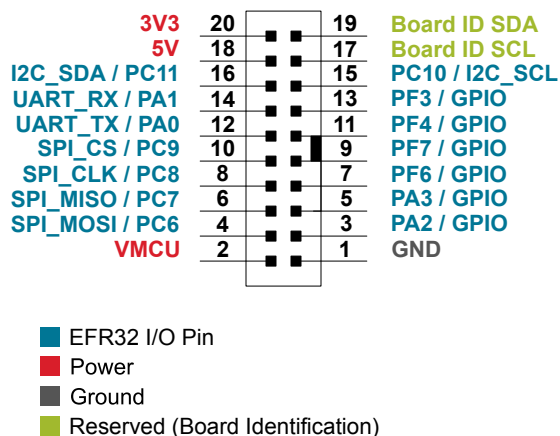 3V3 20 19 Board ID SDA
5V 18 17 Board ID SCL
I2C_SDA / PC11 16 15 PC10 / I2C_SCL
UART_RX / PA1 14 13 PF3 / GPIO
UART_TX / PA0 12 11 PF4 / GPIO
SPI_CS / PC9 10 9 PF7 / GPIO
SPI_CLK / PC8 8 7 PF6 / GPIO
SPI_MISO / PC7 6 5 PA3 / GPIO
SPI_MOSI / PC6 4 3 PA2 / GPIO
VMCU 2 1 GND
EFR32 I/O Pin
Power
Ground
Reserved (Board Identification)